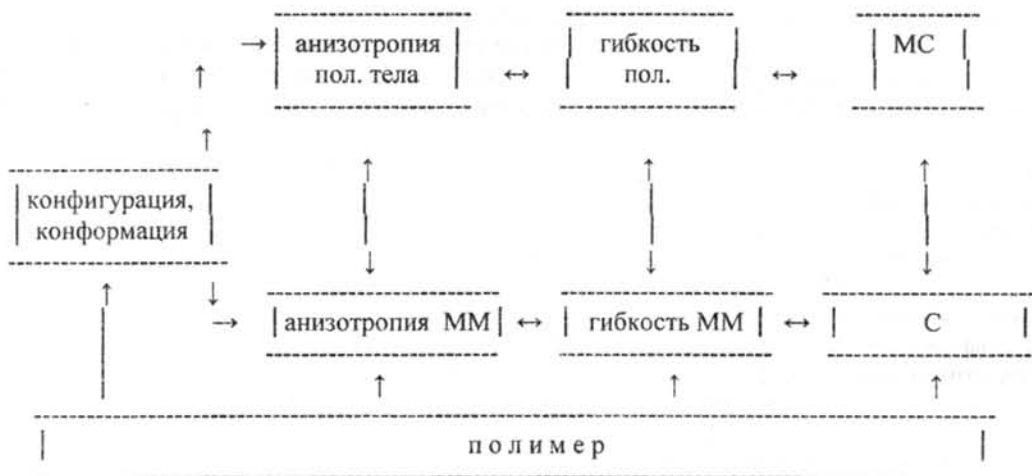 анизотропия пол. тела
гибкость пол.
МС
конфигурация, конформация
анизотропия ММ
гибкость ММ
С
полимер